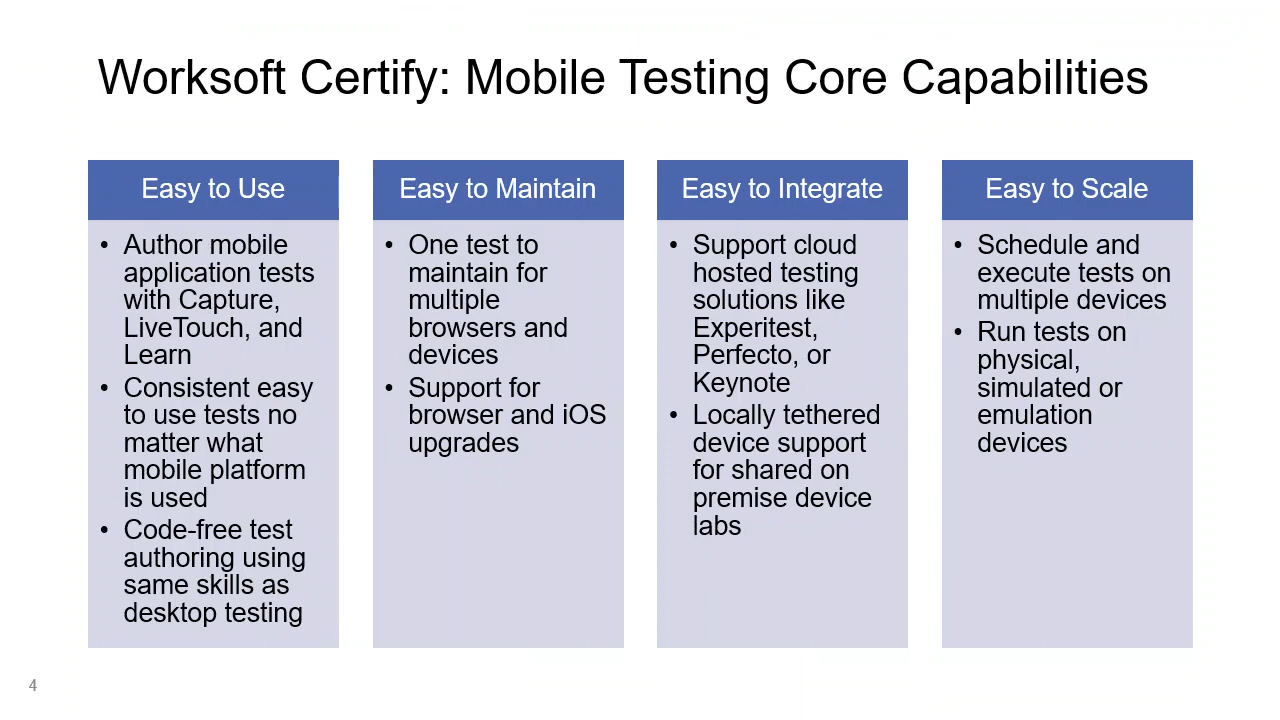 Worksoft Certify: Mobile Testing Core Capabilities
Easy to Use
• Author mobile
application tests
with Capture,
LiveTouch, and
Learn
• Consistent easy
to use tests no
matter what
mobile platform
is used
• Code-free test
authoring using
same skills as
desktop testing
Easy to Maintain
• One test to
maintain for
multiple
browsers and
devices
• Support for
browser and iOS
upgrades
Easy to Integrate
• Support cloud
hosted testing
solutions like
Experitest,
Perfecto, or
Keynote
• Locally tethered
device support
for shared on
premise device
labs
Easy to Scale
• Schedule and
execute tests on
multiple devices
• Run tests on
physical,
simulated or
emulation
devices
4